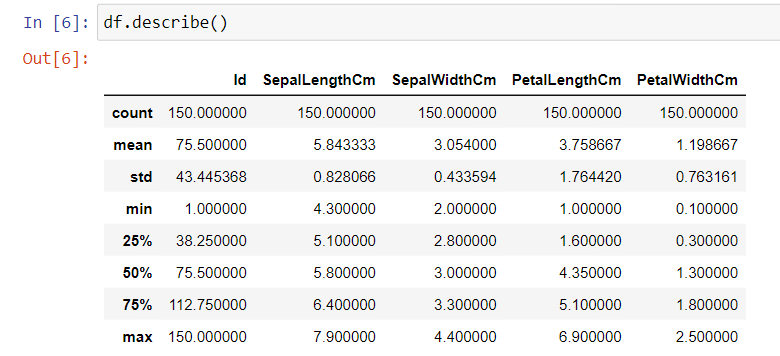 In [6]: df.describe()
Out[6]:
Id SepalLengthCm SepalWidthCm PetalLengthCm PetalWidthCm
count 150.000000 150.000000 150.000000 150.000000 150.000000
mean 75.500000 5.843333 3.054000 3.758667 1.198667
std 43.445368 0.828066 0.433594 1.764420 0.763161
min 1.000000 4.300000 2.000000 1.000000 0.100000
25% 38.250000 5.100000 2.800000 1.600000 0.300000
50% 75.500000 5.800000 3.000000 4.350000 1.300000
75% 112.750000 6.400000 3.300000 5.100000 1.800000
max 150.000000 7.900000 4.400000 6.900000 2.500000